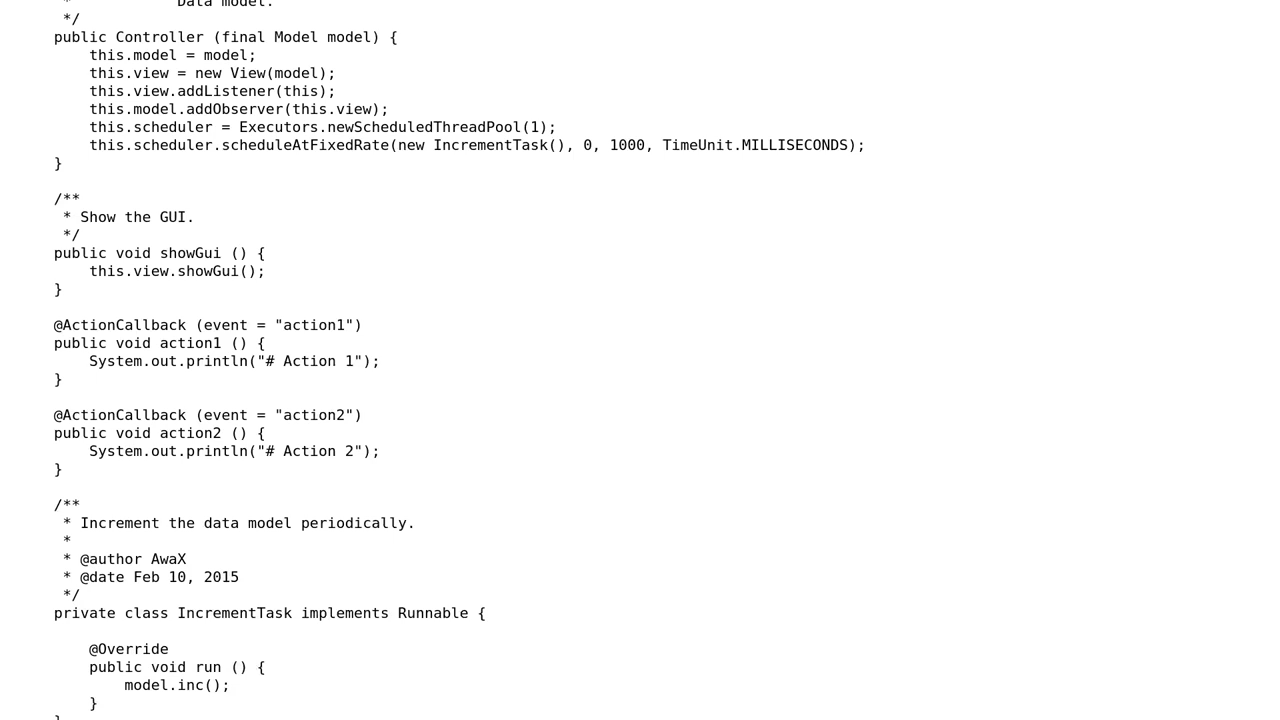 *            Data model.
 */
public Controller (final Model model) {
    this.model = model;
    this.view = new View(model);
    this.view.addListener(this);
    this.model.addObserver(this.view);
    this.scheduler = Executors.newScheduledThreadPool(1);
    this.scheduler.scheduleAtFixedRate(new IncrementTask(), 0, 1000, TimeUnit.MILLISECONDS);
}

/**
 * Show the GUI.
 */
public void showGui () {
    this.view.showGui();
}

@ActionCallback (event = "action1")
public void action1 () {
    System.out.println("# Action 1");
}

@ActionCallback (event = "action2")
public void action2 () {
    System.out.println("# Action 2");
}

/**
 * Increment the data model periodically.
 *
 * @author AwaX
 * @date Feb 10, 2015
 */
private class IncrementTask implements Runnable {

    @Override
    public void run () {
        model.inc();
    }
}